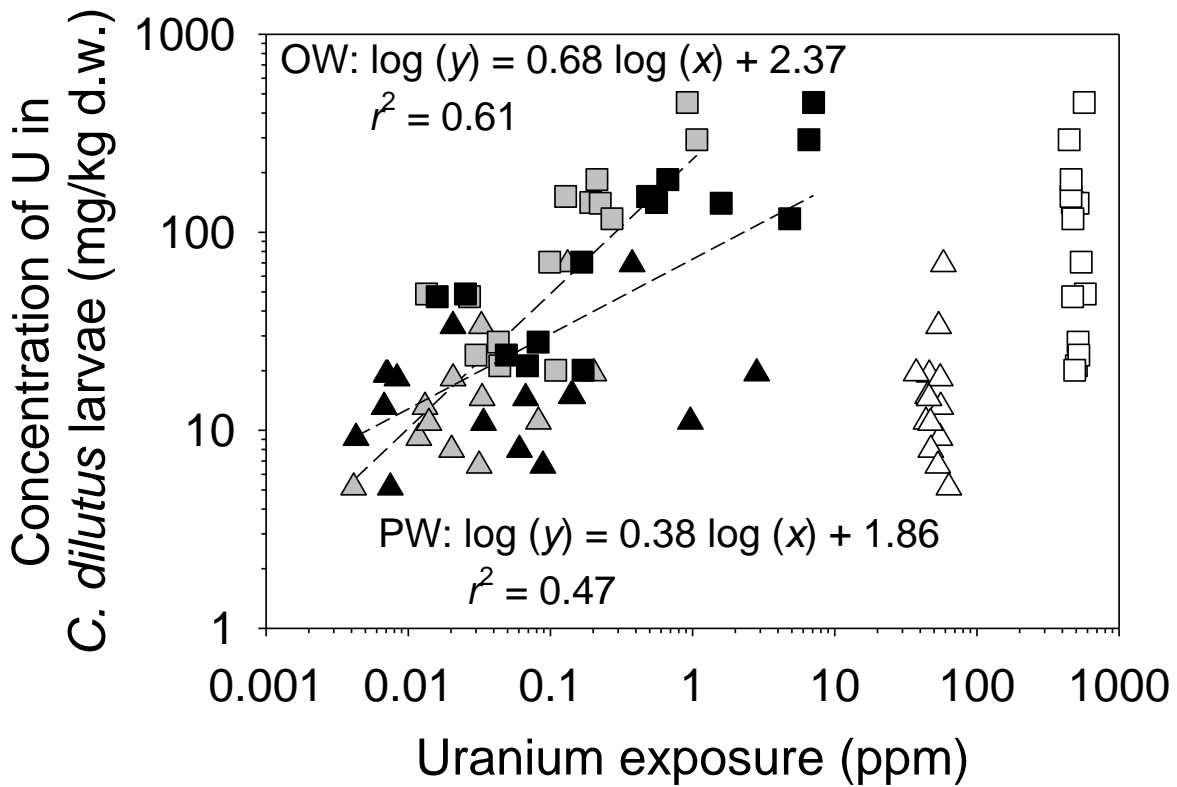 Concentration of U in
C. dilutus larvae (mg/kg d.w.)
1000
100
10
1
OW: log (y) = 0.68 log (x) + 2.37
r² = 0.61
PW: log (y) = 0.38 log (x) + 1.86
r² = 0.47
0.001 0.01 0.1 1 10 100 1000
Uranium exposure (ppm)